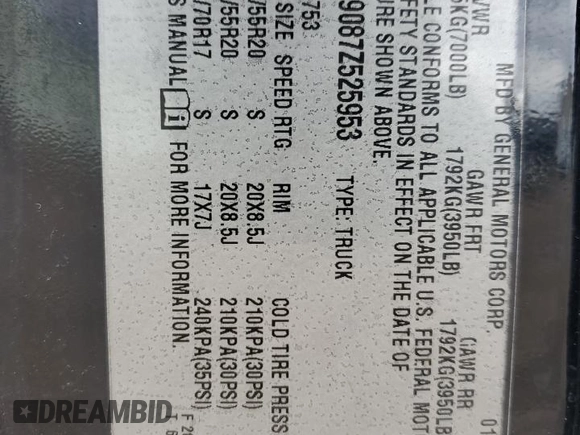 MFD BY GENERAL MOTORS CORP. 01
GVWR GAWR FRT GAWR RR
5KG(7000LB) 1792KG(3950LB) 1792KG(3950LB
LE CONFORMS TO ALL APPLICABLE U.S. FEDERAL MOT
FETY STANDARDS IN EFFECT ON THE DATE OF
URE SHOWN ABOVE.
9087Z525953 TYPE: TRUCK
753
SIZE SPEED RTG RIM COLD TIRE PRESS
/55R20 S 20X8.5J 210KPA(30PSI)
/55R20 S 20X8.5J 210KPA(30PSI)
/70R17 S 17X7J 240KPA(35PSI)
S MANUAL FOR MORE INFORMATION.
DREAMBID